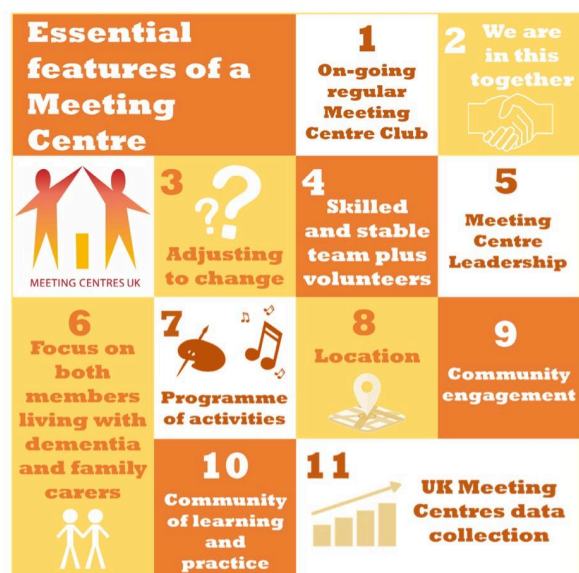 Essential
features of a
Meeting
Centre
1
On-going
regular
Meeting
Centre Club
2
We are
in this
together
MEETING CENTRES UK
3
Adjusting
to change
4
Skilled
and stable
team plus
volunteers
5
Meeting
Centre
Leadership
6
Focus on
both
members
living with
dementia
and family
carers
7
Programme
of activities
8
Location
9
Community
engagement
10
Community
of learning
and
practice
11
UK Meeting
Centres data
collection